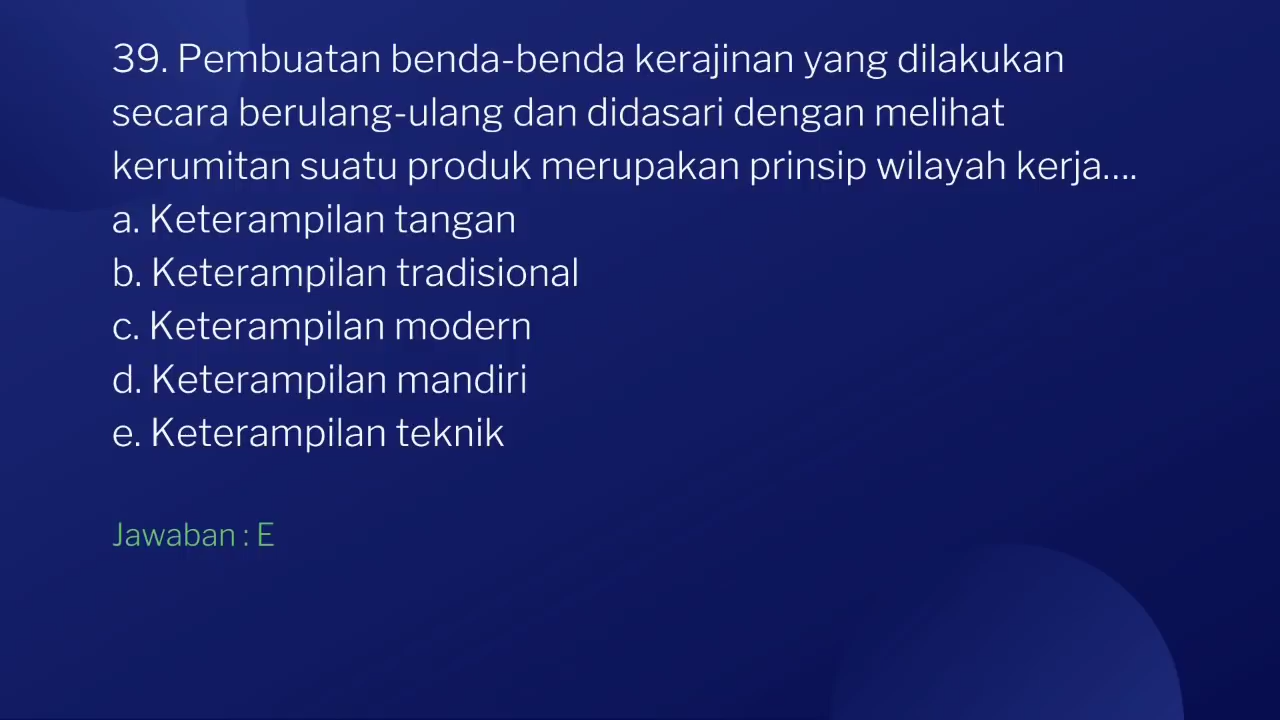 39. Pembuatan benda-benda kerajinan yang dilakukan
secara berulang-ulang dan didasari dengan melihat
kerumitan suatu produk merupakan prinsip wilayah kerja....
a. Keterampilan tangan
b. Keterampilan tradisional
c. Keterampilan modern
d. Keterampilan mandiri
e. Keterampilan teknik
Jawaban : E